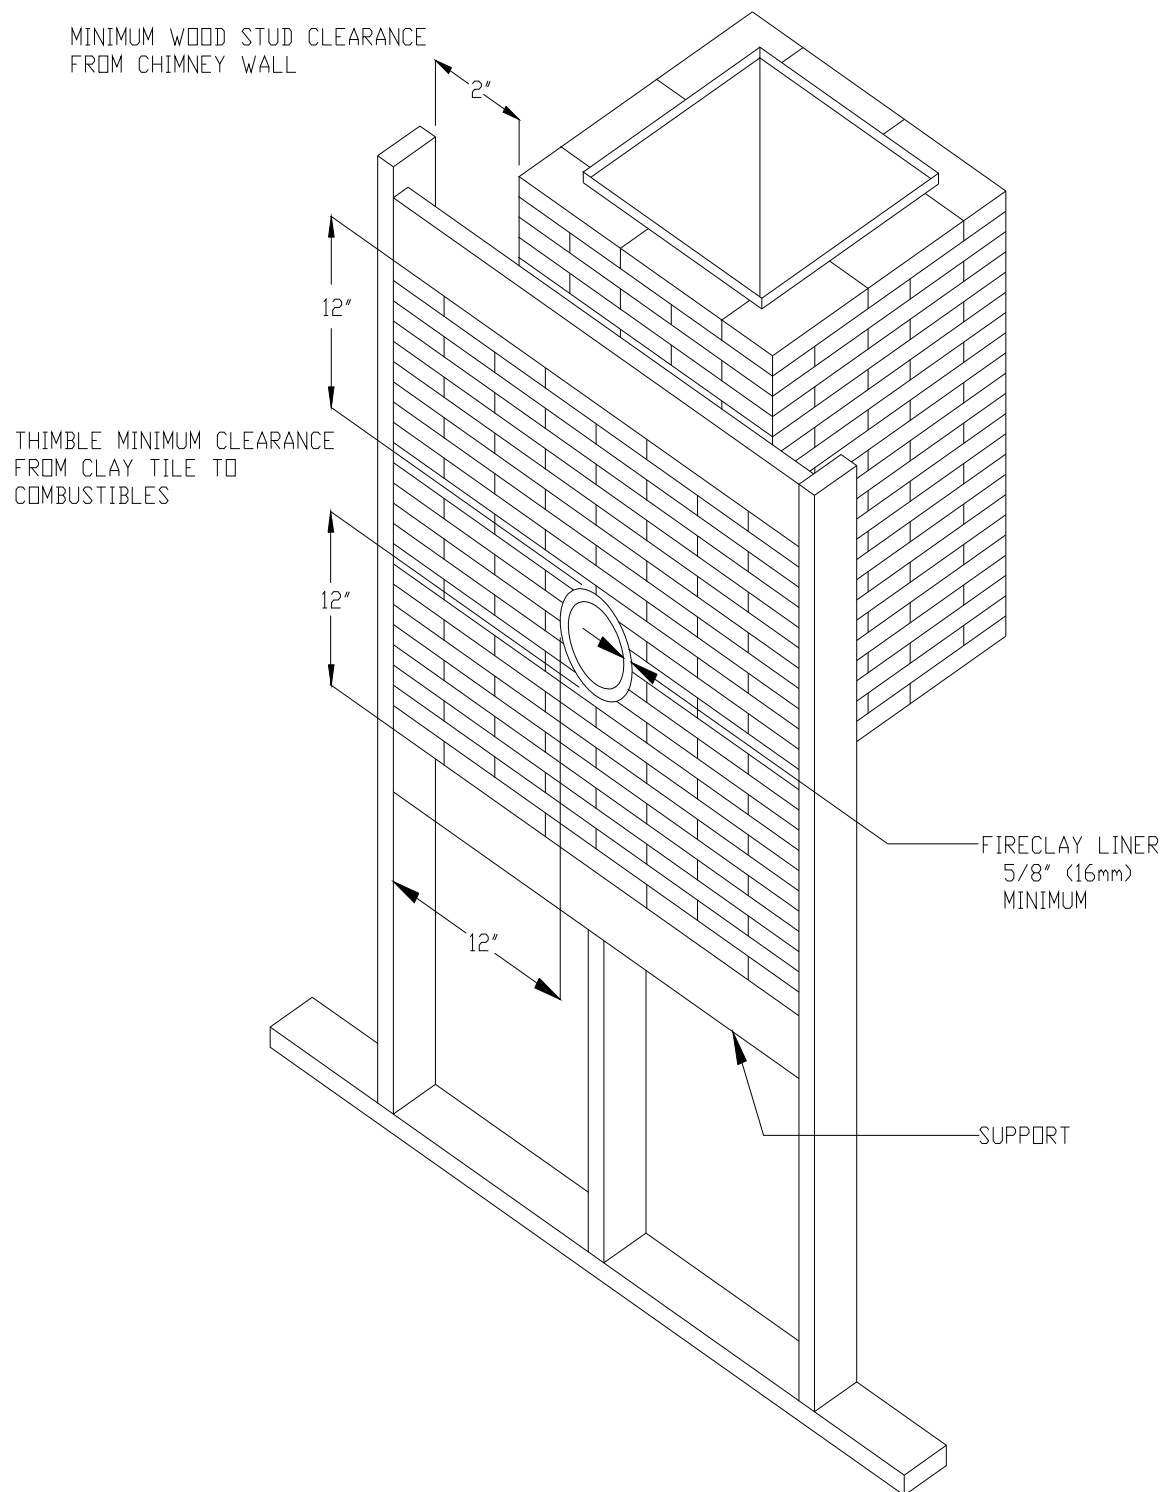 MINIMUM WOOD STUD CLEARANCE
FROM CHIMNEY WALL
2"
12"
THIMBLE MINIMUM CLEARANCE
FROM CLAY TILE TO
COMBUSTIBLES
12"
FIRECLAY LINER
5/8" (16mm)
MINIMUM
12"
SUPPORT